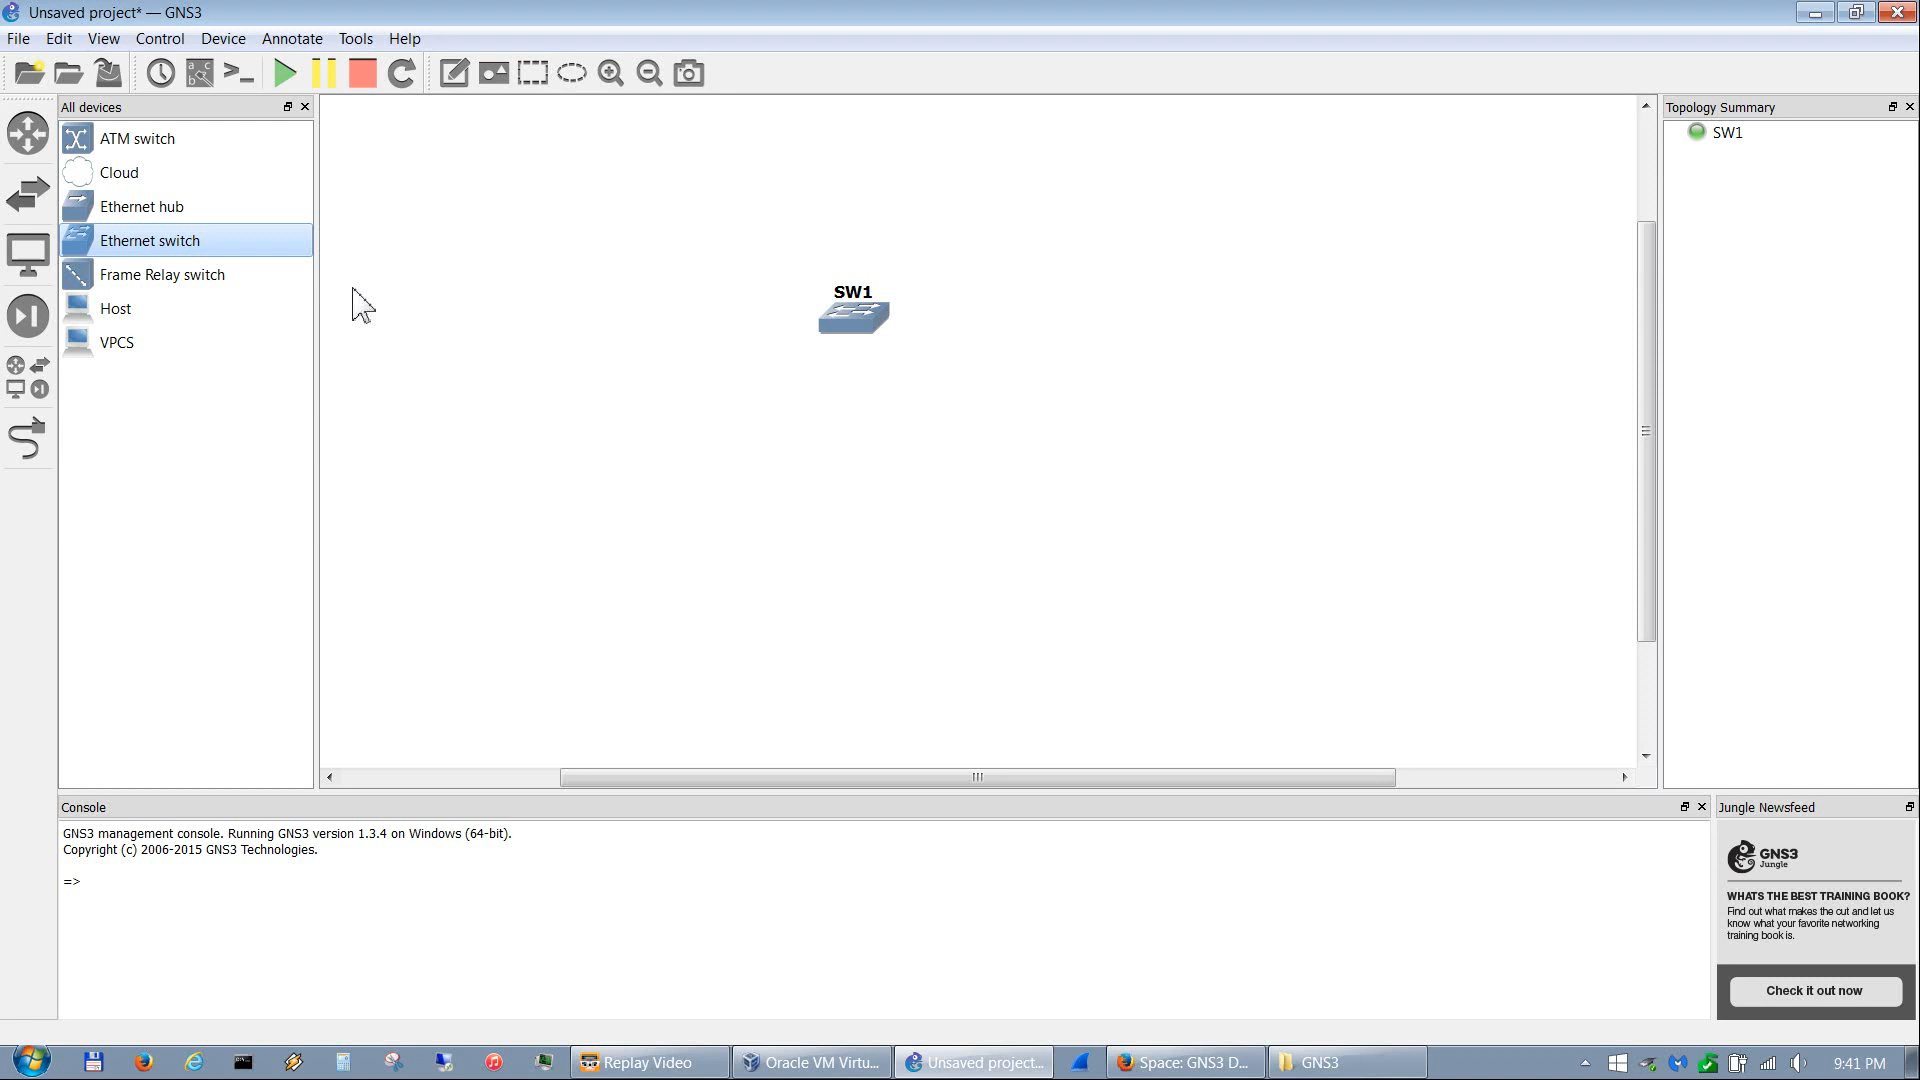 Unsaved project* — GNS3
File Edit View Control Device Annotate Tools Help
All devices
ATM switch
Cloud
Ethernet hub
Ethernet switch
Frame Relay switch
Host
VPCS
SW1
Topology Summary
SW1
Console
GNS3 management console. Running GNS3 version 1.3.4 on Windows (64-bit).
Copyright (c) 2006-2015 GNS3 Technologies.
=>
Jungle Newsfeed
GNS3
Jungle
WHATS THE BEST TRAINING BOOK?
Find out what makes the cut and let us
know what your favorite networking
training book is.
Check it out now
Replay Video
Oracle VM Virtu...
Unsaved project...
Space: GNS3 D...
GNS3
9:41 PM